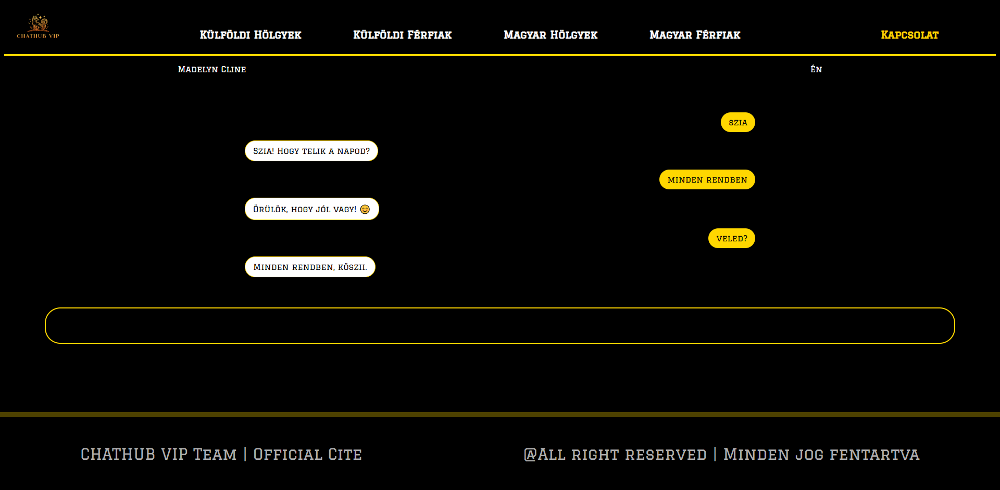 CHATHUB VIP
Külföldi Hölgyek
Külföldi Férfiak
Magyar Hölgyek
Magyar Férfiak
Kapcsolat
Madelyn Cline
Én
szia
Szia! Hogy telik a napod?
minden rendben
Örülök, hogy jól vagy! 😊
veled?
Minden rendben, köszii.
CHATHUB VIP Team | Official Cite
@All right reserved | Minden jog fentartva